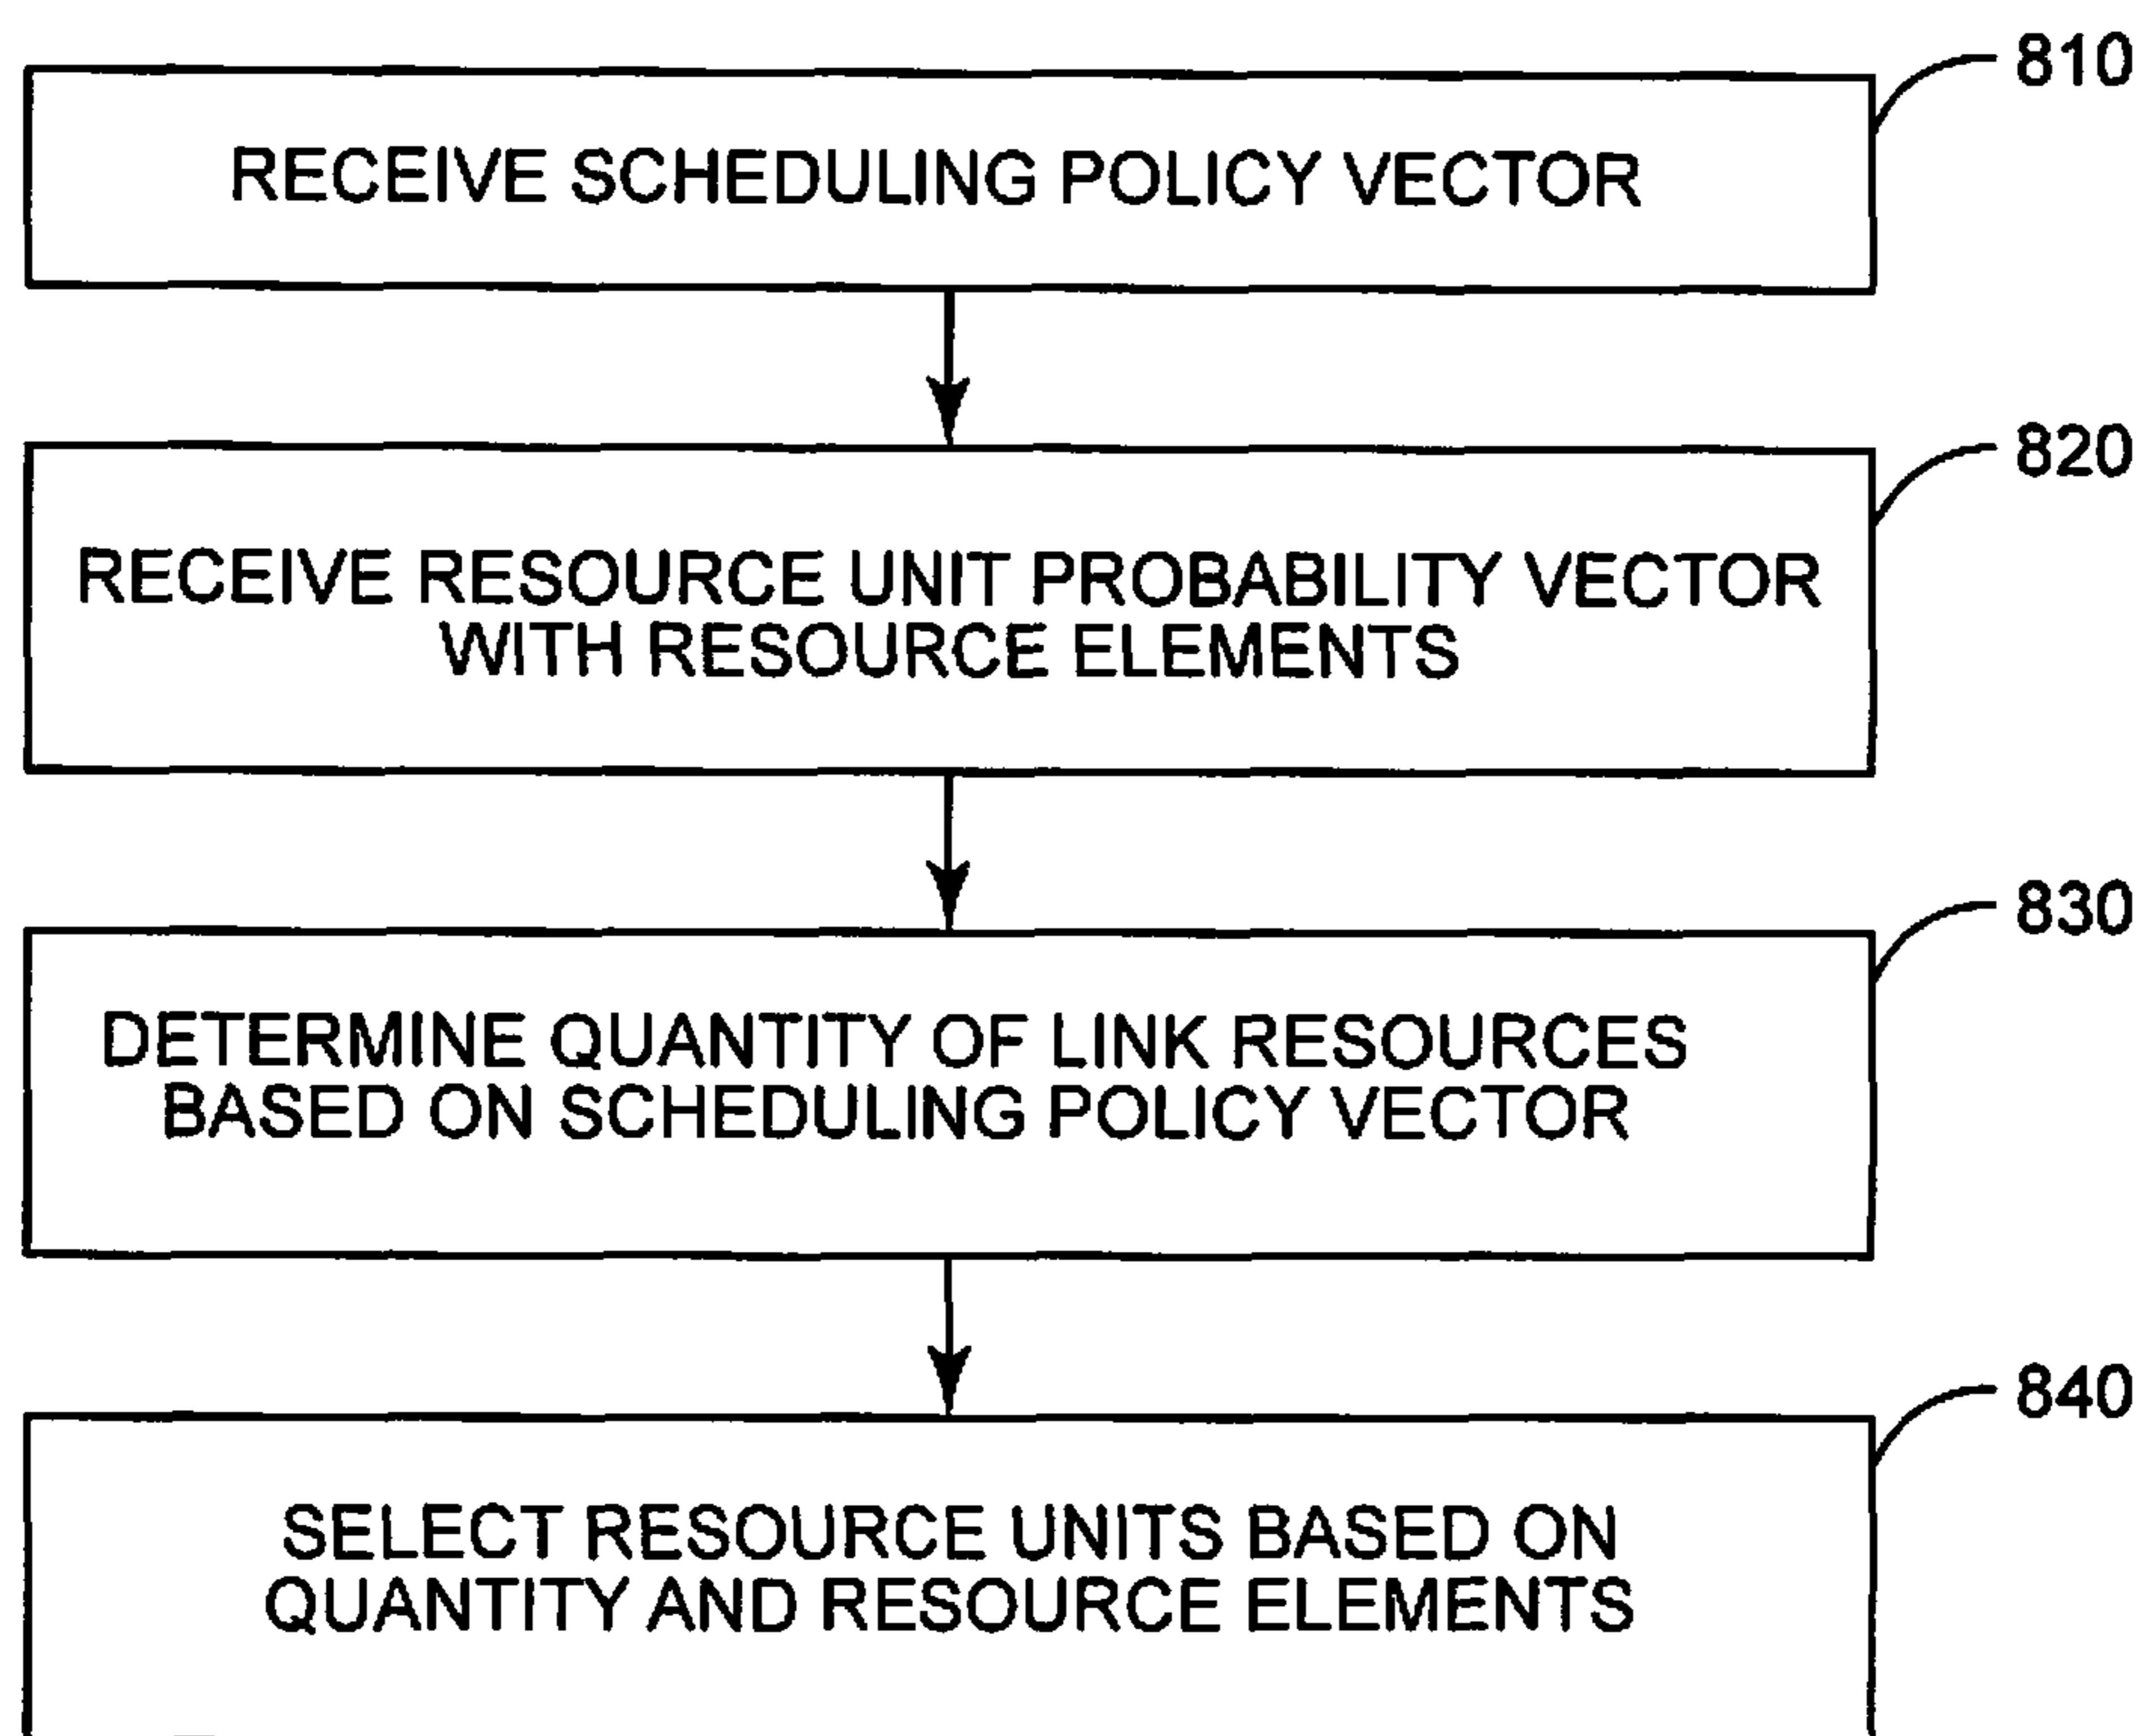 810
RECEIVE SCHEDULING POLICY VECTOR
820
RECEIVE RESOURCE UNIT PROBABILITY VECTOR
WITH RESOURCE ELEMENTS
830
DETERMINE QUANTITY OF LINK RESOURCES
BASED ON SCHEDULING POLICY VECTOR
840
SELECT RESOURCE UNITS BASED ON
QUANTITY AND RESOURCE ELEMENTS